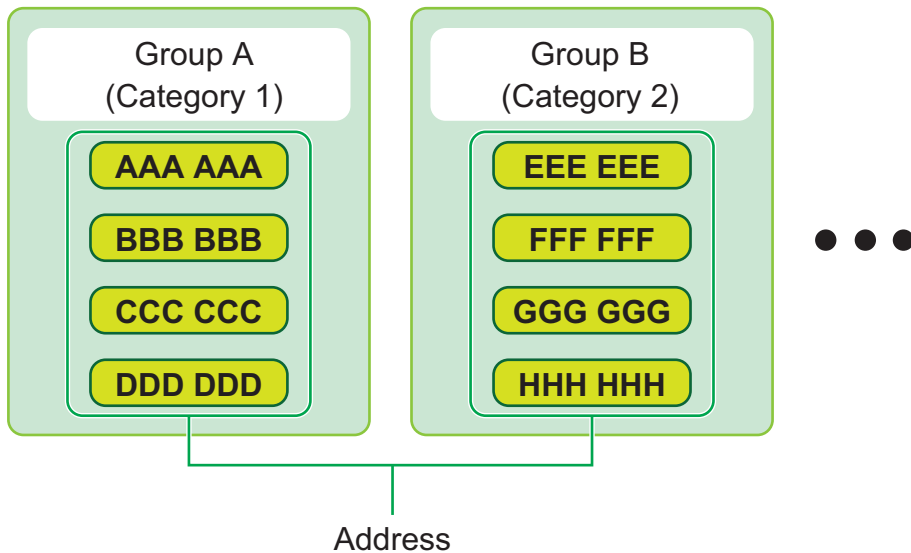 Group A
(Category 1)
AAA AAA
BBB BBB
CCC CCC
DDD DDD
Group B
(Category 2)
EEE EEE
FFF FFF
GGG GGG
HHH HHH
Address